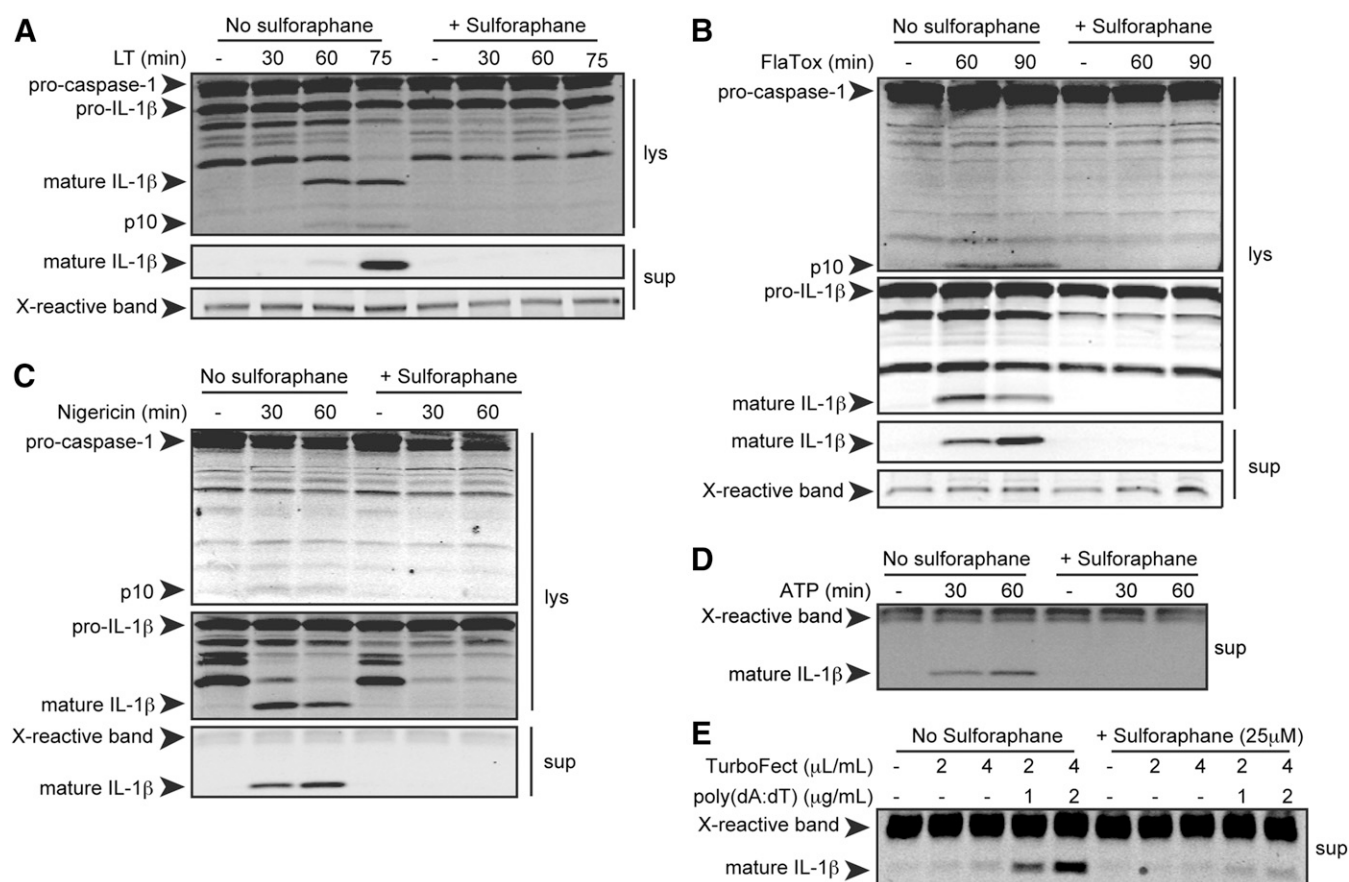 A
No sulforaphane + Sulforaphane
LT (min) - 30 60 75 - 30 60 75
pro-caspase-1
pro-IL-1β
mature IL-1β
p10
lys
mature IL-1β
X-reactive band
sup
B
No sulforaphane + Sulforaphane
FlaTox (min) - 60 90 - 60 90
pro-caspase-1
p10
pro-IL-1β
mature IL-1β
lys
mature IL-1β
X-reactive band
sup
C
No sulforaphane + Sulforaphane
Nigericin (min) - 30 60 - 30 60
pro-caspase-1
p10
pro-IL-1β
mature IL-1β
lys
X-reactive band
mature IL-1β
sup
D
No sulforaphane + Sulforaphane
ATP (min) - 30 60 - 30 60
X-reactive band
mature IL-1β
sup
E
No Sulforaphane + Sulforaphane (25μM)
TurboFect (μL/mL) - 2 4 2 4 - 2 4 2 4
poly(dA:dT) (μg/mL) - - - 1 2 - - - 1 2
X-reactive band
mature IL-1β
sup